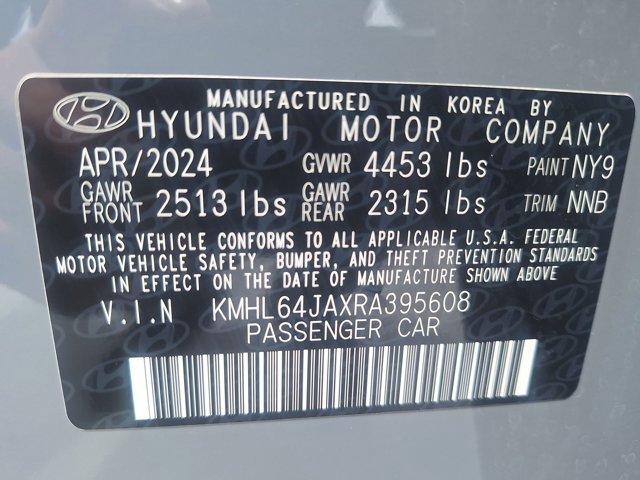 MANUFACTURED IN KOREA BY
HYUNDAI MOTOR COMPANY
APR/2024 GVWR 4453 lbs PAINT NY9
GAWR FRONT 2513 lbs GAWR REAR 2315 lbs TRIM NNB
THIS VEHICLE CONFORMS TO ALL APPLICABLE U.S.A. FEDERAL
MOTOR VEHICLE SAFETY, BUMPER, AND THEFT PREVENTION STANDARDS
IN EFFECT ON THE DATE OF MANUFACTURE SHOWN ABOVE
V.I.N KMHL64JAXRA395608
PASSENGER CAR